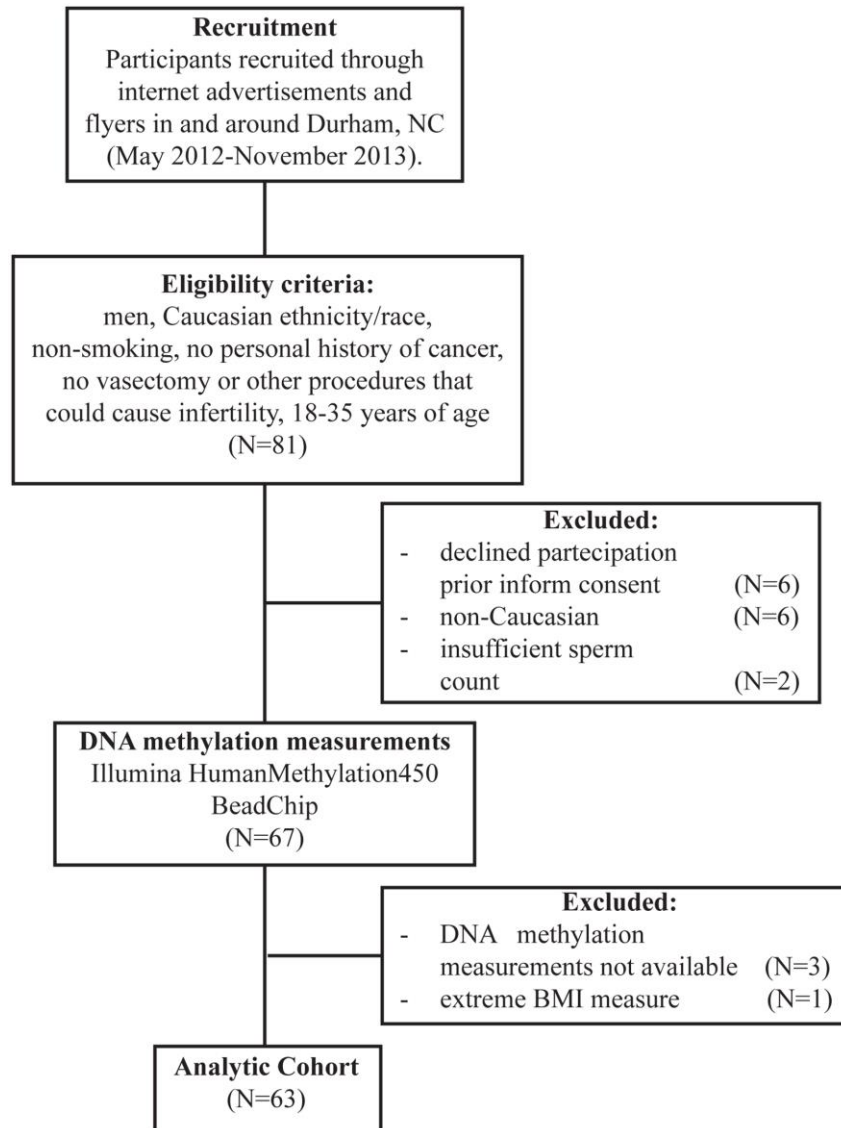 Recruitment
Participants recruited through
internet advertisements and
flyers in and around Durham, NC
(May 2012-November 2013).
Eligibility criteria:
men, Caucasian ethnicity/race,
non-smoking, no personal history of cancer,
no vasectomy or other procedures that
could cause infertility, 18-35 years of age
(N=81)
Excluded:
- declined partecipation
prior inform consent (N=6)
- non-Caucasian (N=6)
- insufficient sperm
count (N=2)
DNA methylation measurements
Illumina HumanMethylation450
BeadChip
(N=67)
Excluded:
- DNA methylation
measurements not available (N=3)
- extreme BMI measure (N=1)
Analytic Cohort
(N=63)